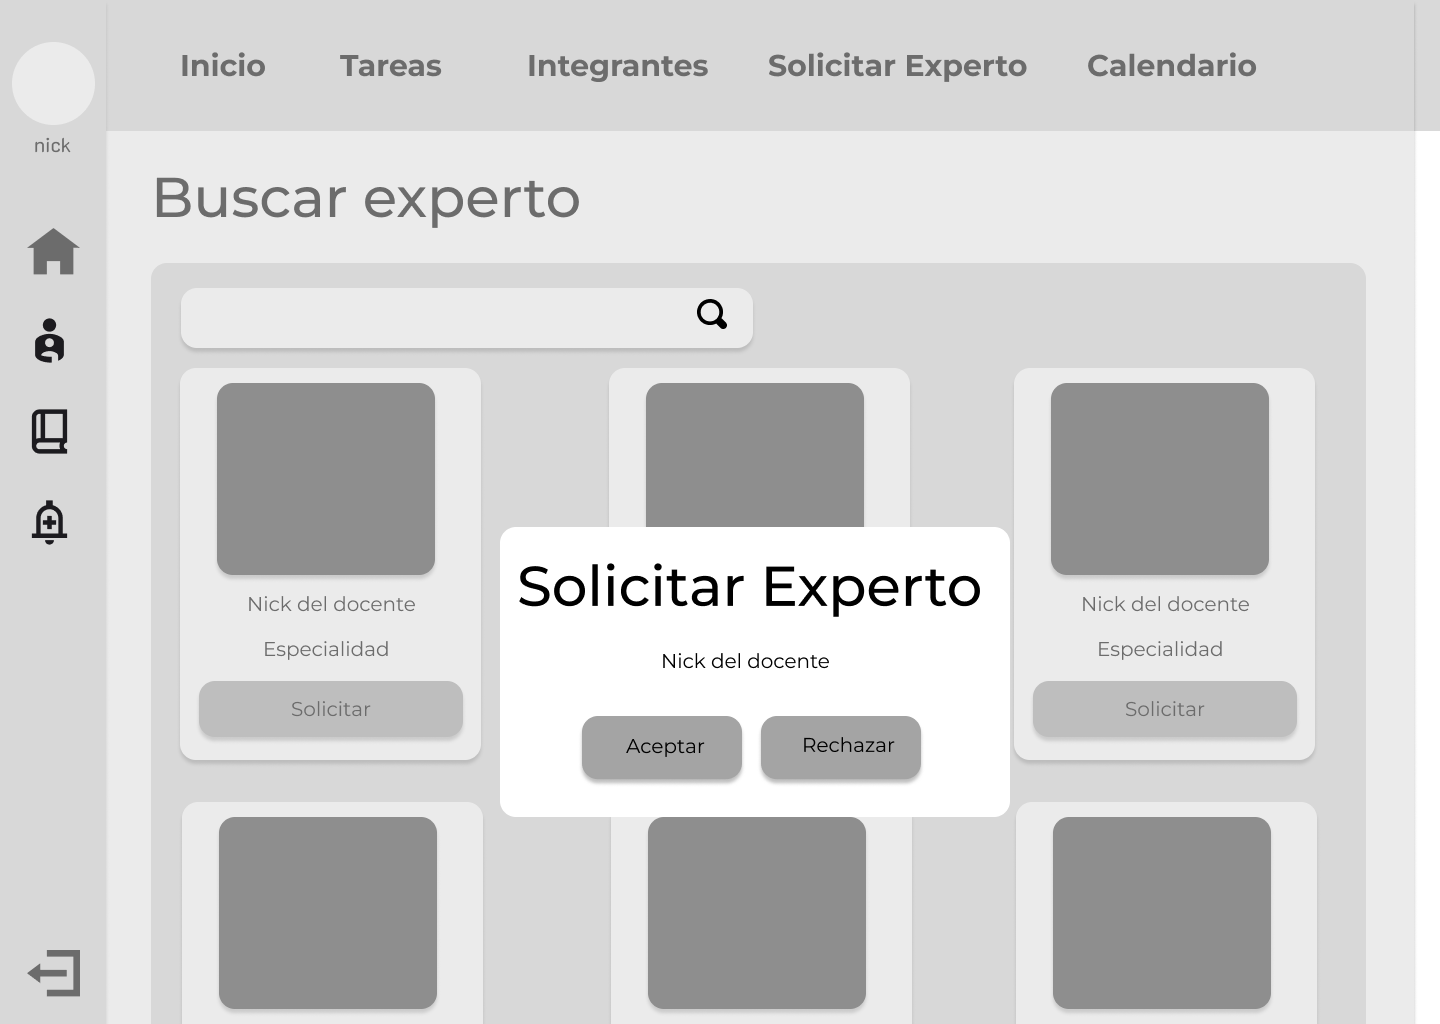 Inicio Tareas Integrantes Solicitar Experto Calendario
nick
Buscar experto
Nick del docente
Especialidad
Solicitar
Solicitar Experto
Nick del docente
Aceptar Rechazar
Nick del docente
Especialidad
Solicitar